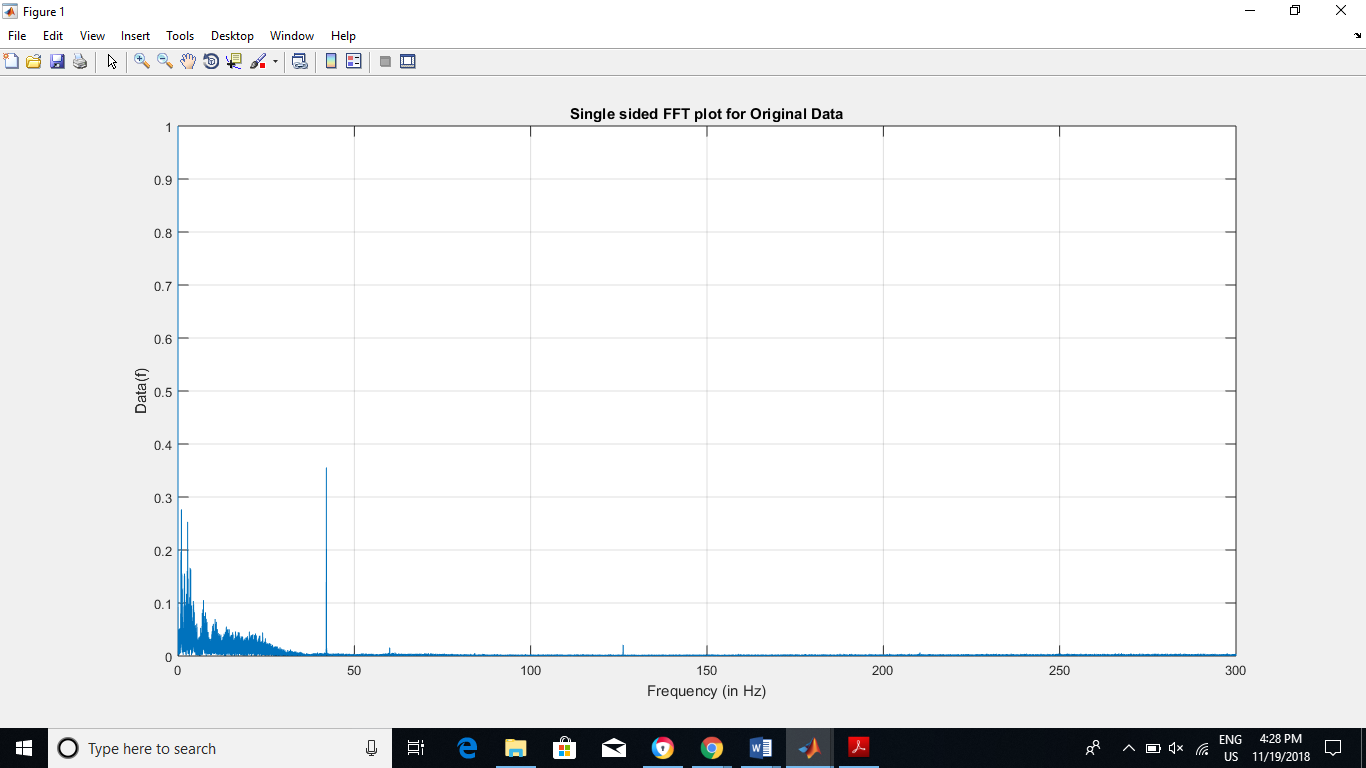 Figure 1
File Edit View Insert Tools Desktop Window Help
Single sided FFT plot for Original Data
1
0.9
0.8
0.7
0.6
0.5
0.4
0.3
0.2
0.1
0
Data(f)
0 50 100 150 200 250 300
Frequency (in Hz)
Type here to search
ENG
US
4:28 PM
11/19/2018